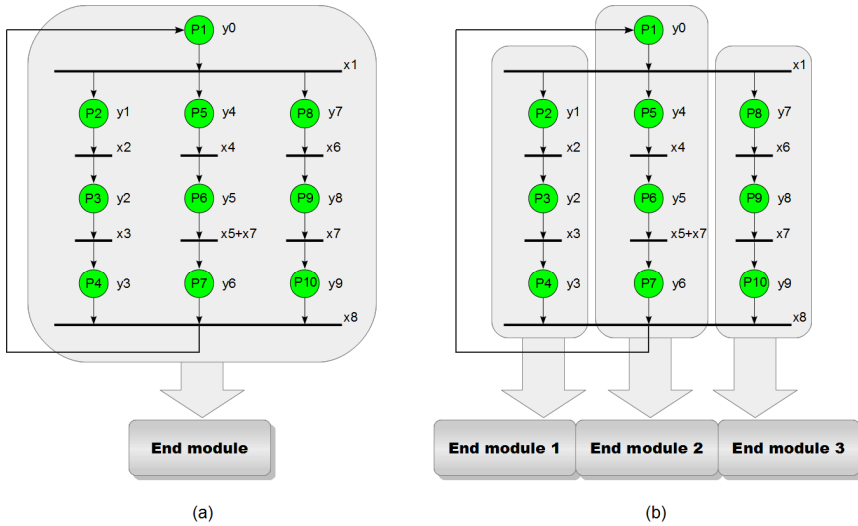 P1 y0
x1
P2 y1 P5 y4 P8 y7
x2 x4 x6
P3 y2 P6 y5 P9 y8
x3 x5+x7 x7
P4 y3 P7 y6 P10 y9
x8
End module
(a)
P1 y0
x1
P2 y1 P5 y4 P8 y7
x2 x4 x6
P3 y2 P6 y5 P9 y8
x3 x5+x7 x7
P4 y3 P7 y6 P10 y9
x8
End module 1 End module 2 End module 3
(b)